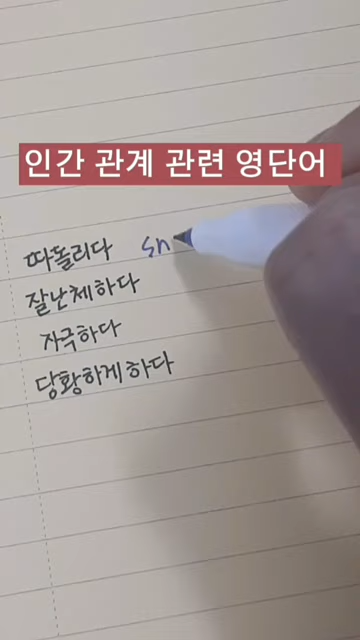 인간 관계 관련 영단어
따돌리다 sn
잘난체하다
자극하다
당황하게하다